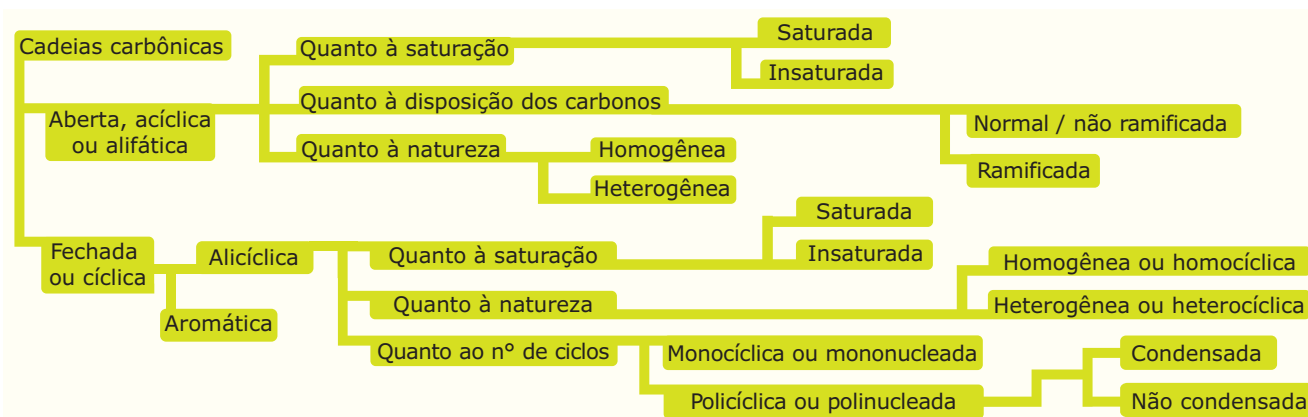 Cadeias carbônicas
Aberta, acíclica
ou alifática
Quanto à saturação
Saturada
Insaturada
Quanto à disposição dos carbonos
Normal / não ramificada
Ramificada
Quanto à natureza
Homogênea
Heterogênea
Fechada
ou cíclica
Alicíclica
Quanto à saturação
Saturada
Insaturada
Quanto à natureza
Homogênea ou homocíclica
Heterogênea ou heterocíclica
Quanto ao n° de ciclos
Monocíclica ou mononucleada
Policíclica ou polinucleada
Condensada
Não condensada
Aromática